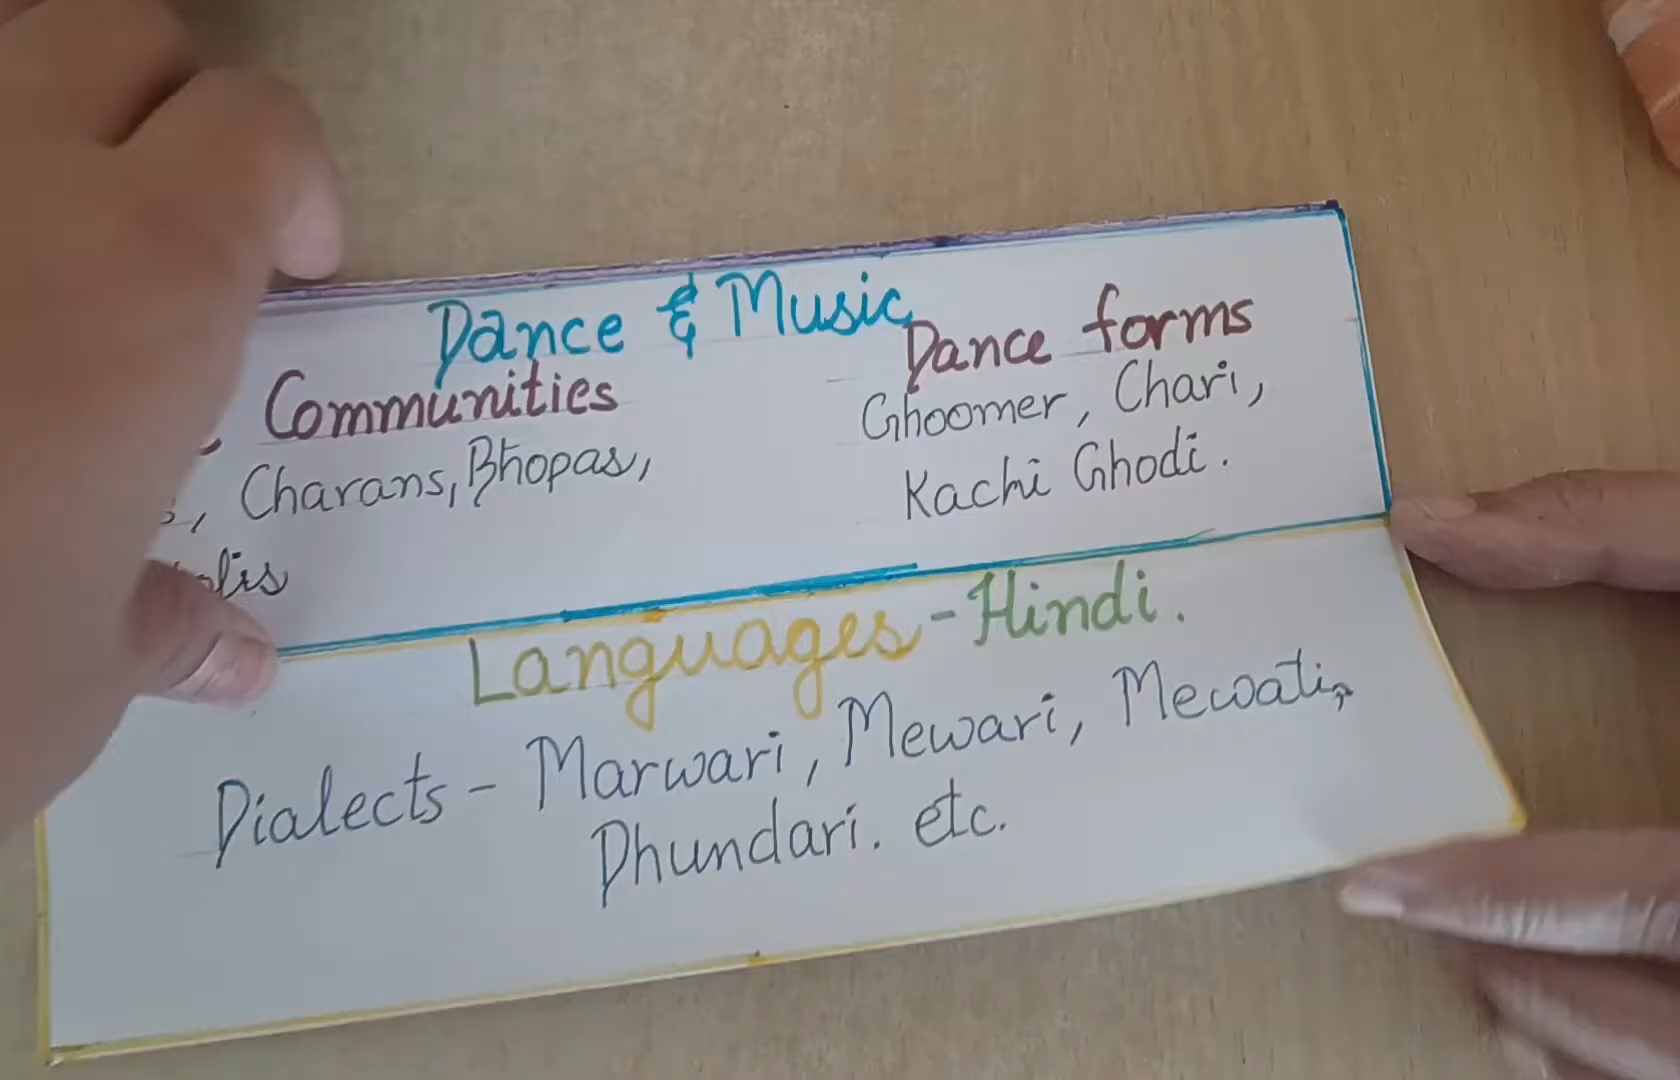 Dance & Music
Communities
Charans, Bhopas,
Dance forms
Ghoomer, Chari,
Kachi Ghodi.
Languages - Hindi.
Dialects - Marwari, Mewari, Mewati,
Dhundari. etc.